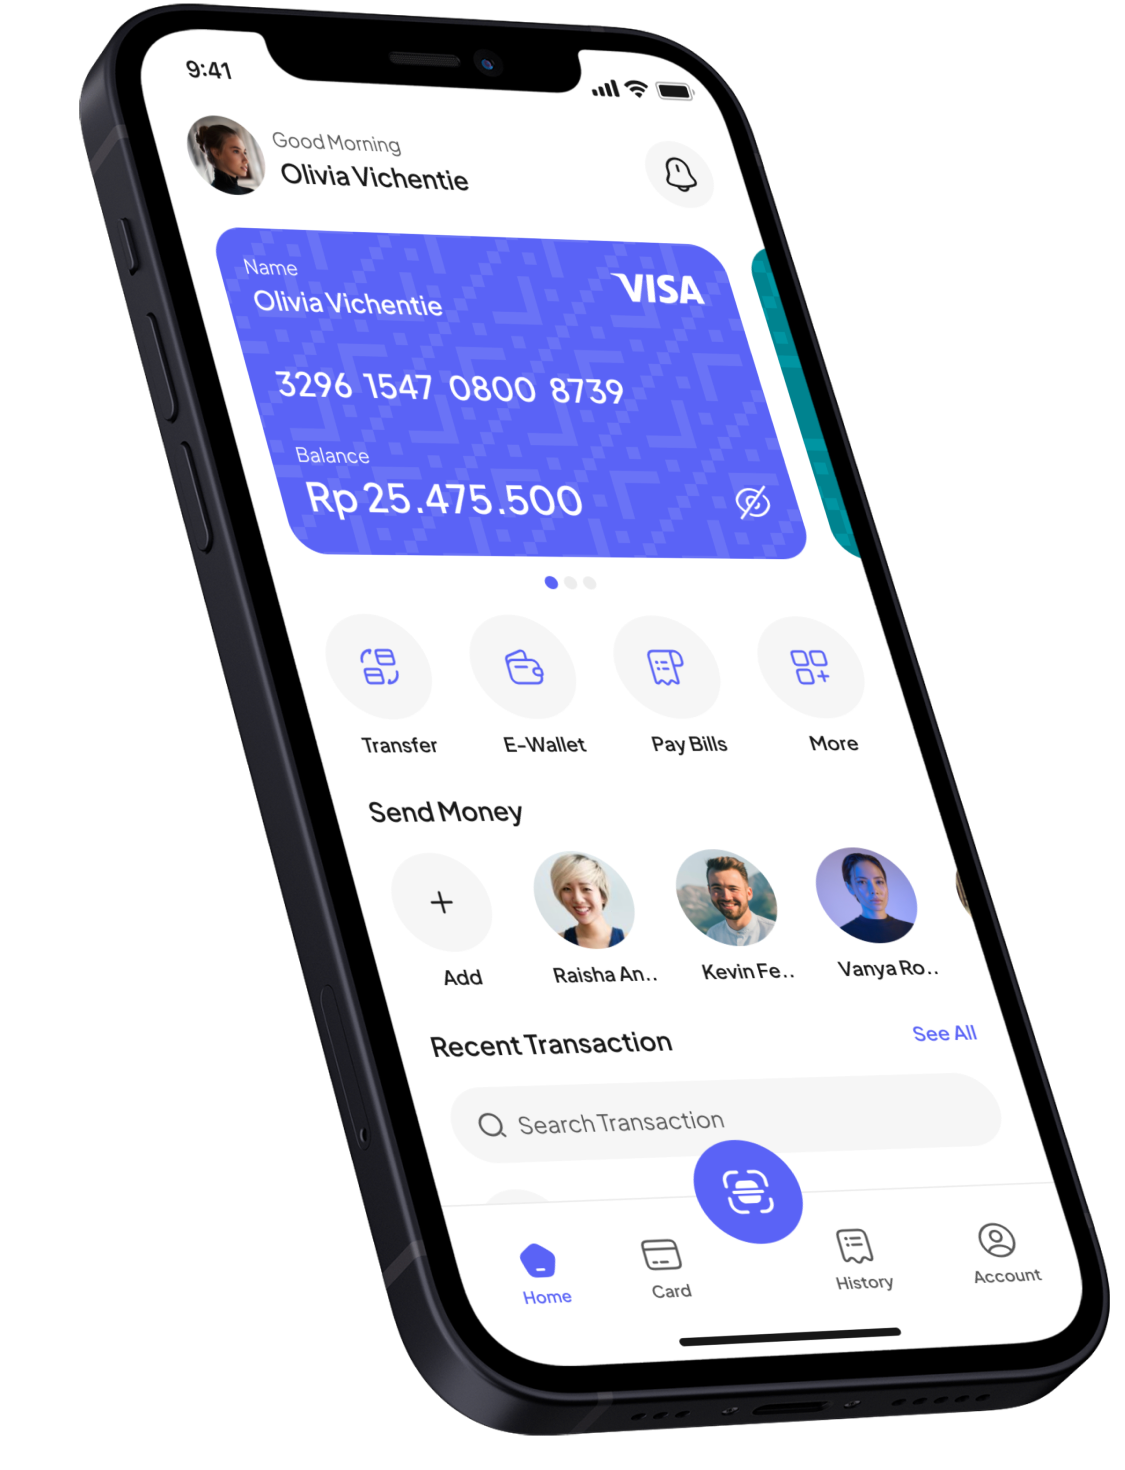 9:41
Good Morning
Olivia Vichentie
Name
Olivia Vichentie
VISA
3296 1547 0800 8739
Balance
Rp 25.475.500
Transfer
E-Wallet
Pay Bills
More
Send Money
Add
Raisha An..
Kevin Fe..
Vanya Ro..
Recent Transaction
See All
Search Transaction
Home
Card
History
Account